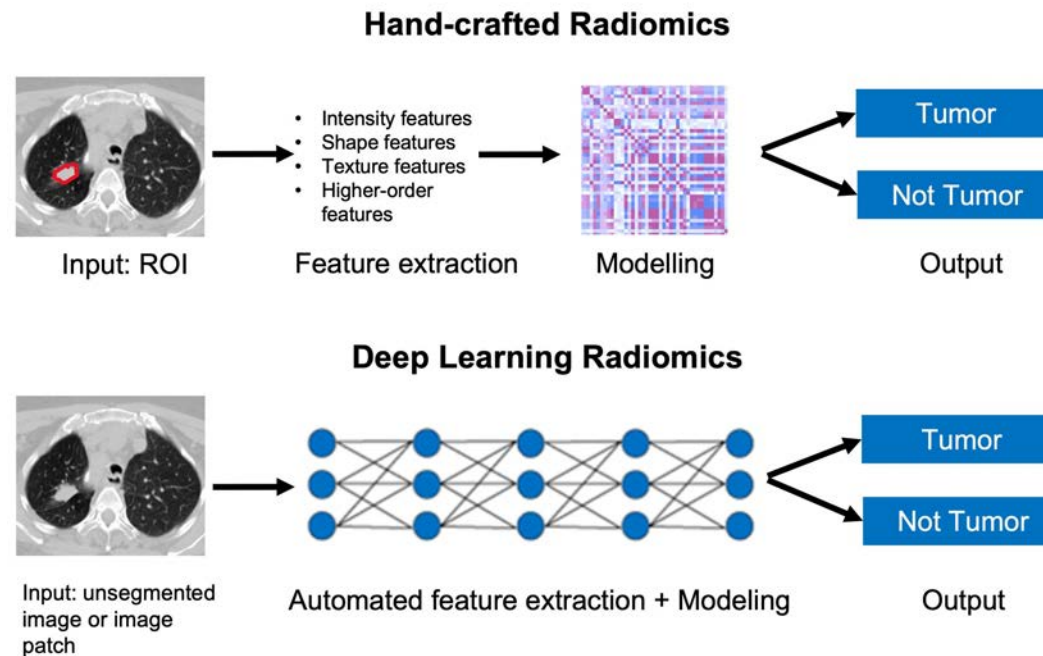 Hand-crafted Radiomics
• Intensity features
• Shape features
• Texture features
• Higher-order
features
Tumor
Not Tumor
Input: ROI
Feature extraction
Modelling
Output
Deep Learning Radiomics
Tumor
Not Tumor
Input: unsegmented
image or image
patch
Automated feature extraction + Modeling
Output